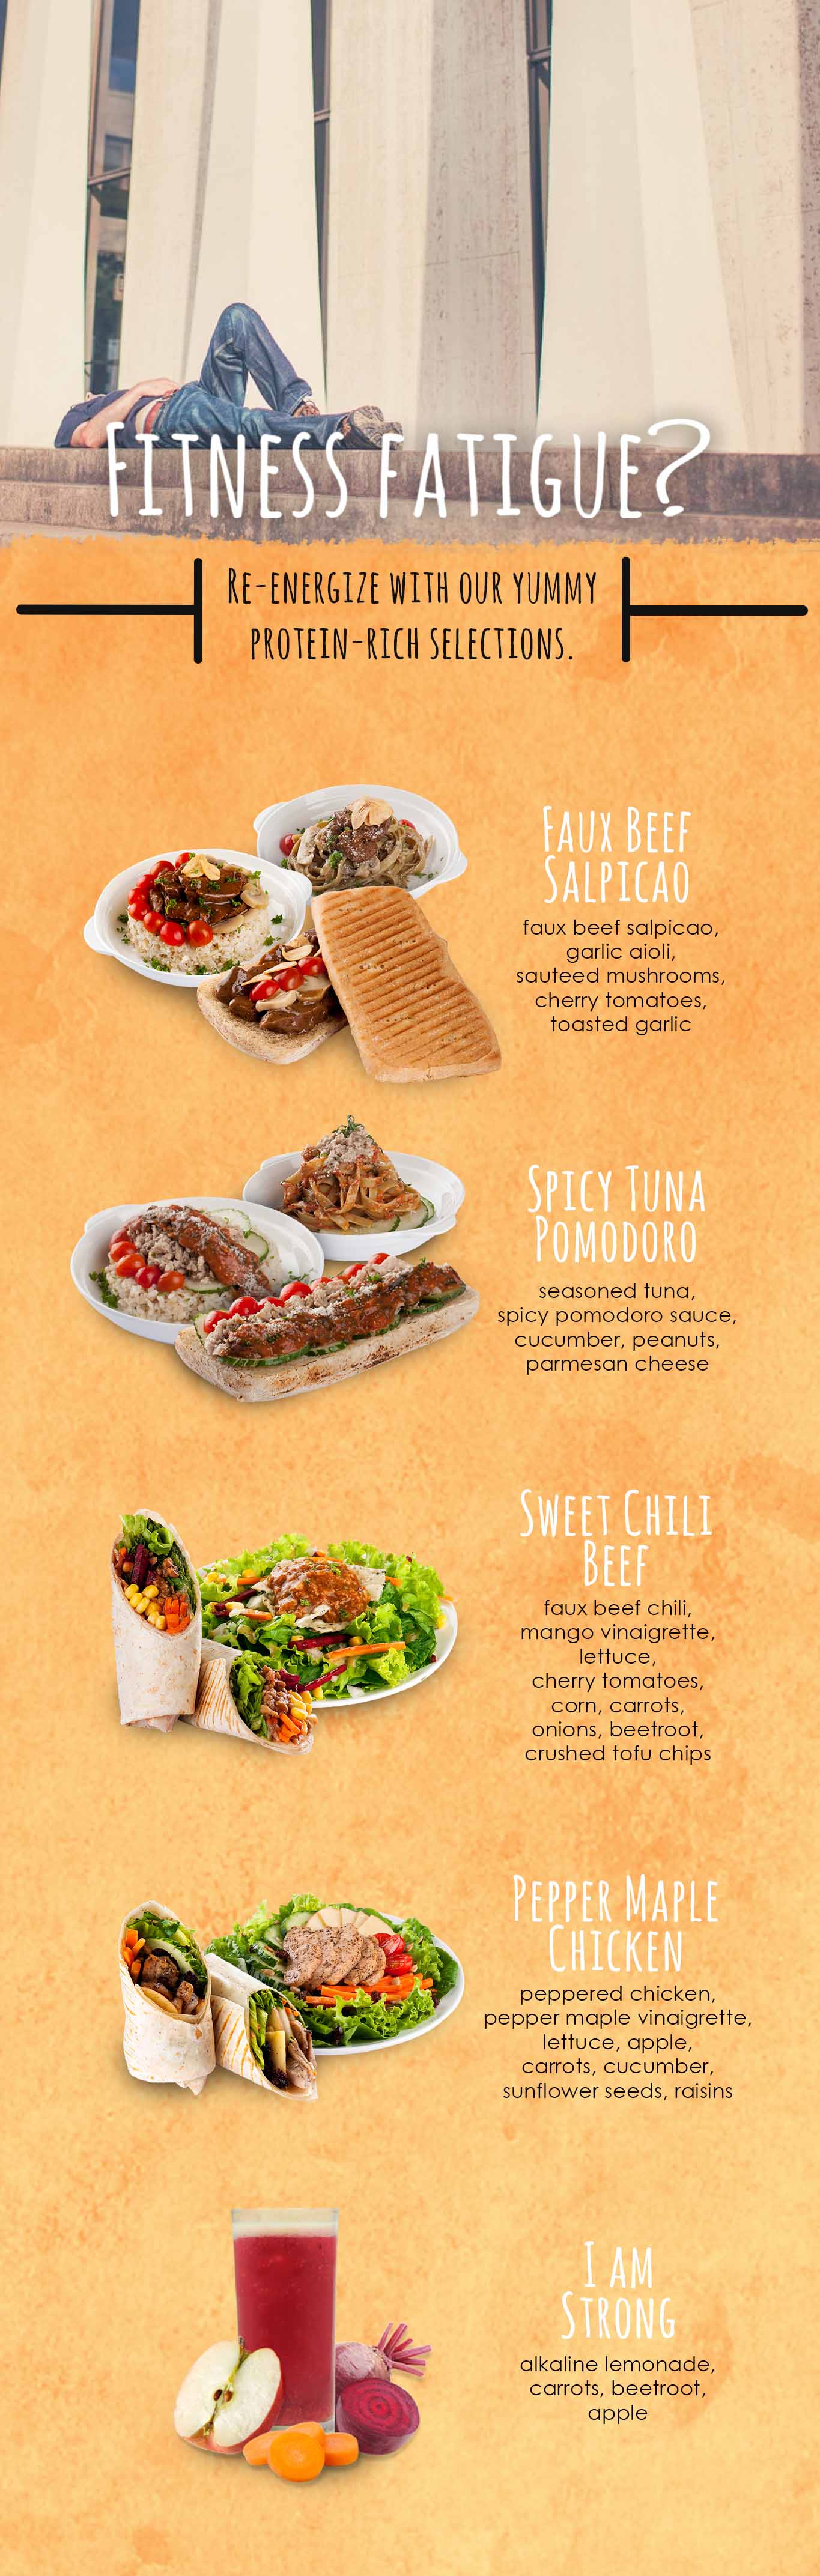 Fitness fatigue?
Re-energize with our yummy
protein-rich selections.
Faux Beef
Salpicao
faux beef salpicao,
garlic aioli,
sauteed mushrooms,
cherry tomatoes,
toasted garlic
Spicy Tuna
Pomodoro
seasoned tuna,
spicy pomodoro sauce,
cucumber, peanuts,
parmesan cheese
Sweet Chili
Beef
faux beef chili,
mango vinaigrette,
lettuce,
cherry tomatoes,
corn, carrots,
onions, beetroot,
crushed tofu chips
Pepper Maple
Chicken
peppered chicken,
pepper maple vinaigrette,
lettuce, apple,
carrots, cucumber,
sunflower seeds, raisins
I am
Strong
alkaline lemonade,
carrots, beetroot,
apple